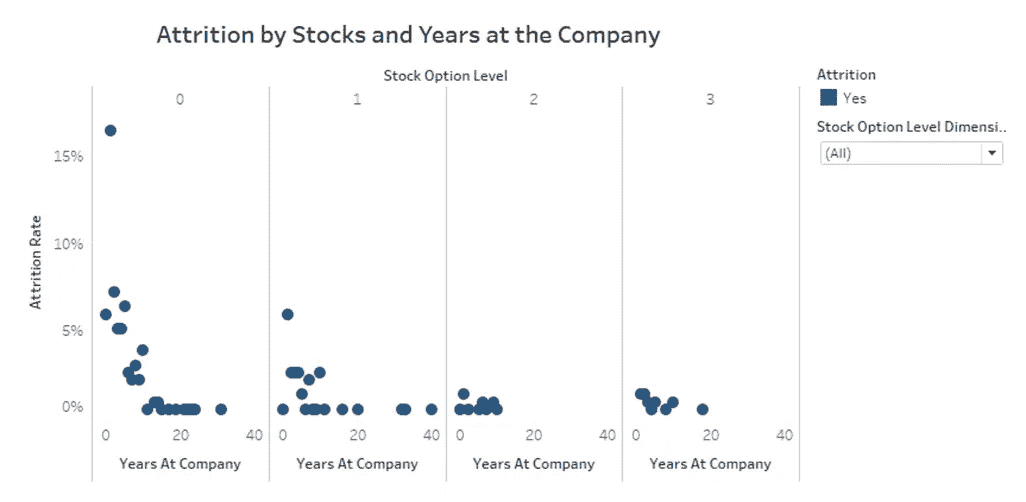 Attrition by Stocks and Years at the Company
Stock Option Level
0 1 2 3
Attrition Rate
15%
10%
5%
0%
0 20 40 0 20 40 0 20 40 0 20 40
Years At Company Years At Company Years At Company Years At Company
Attrition
Yes
Stock Option Level Dimensi..
(All)